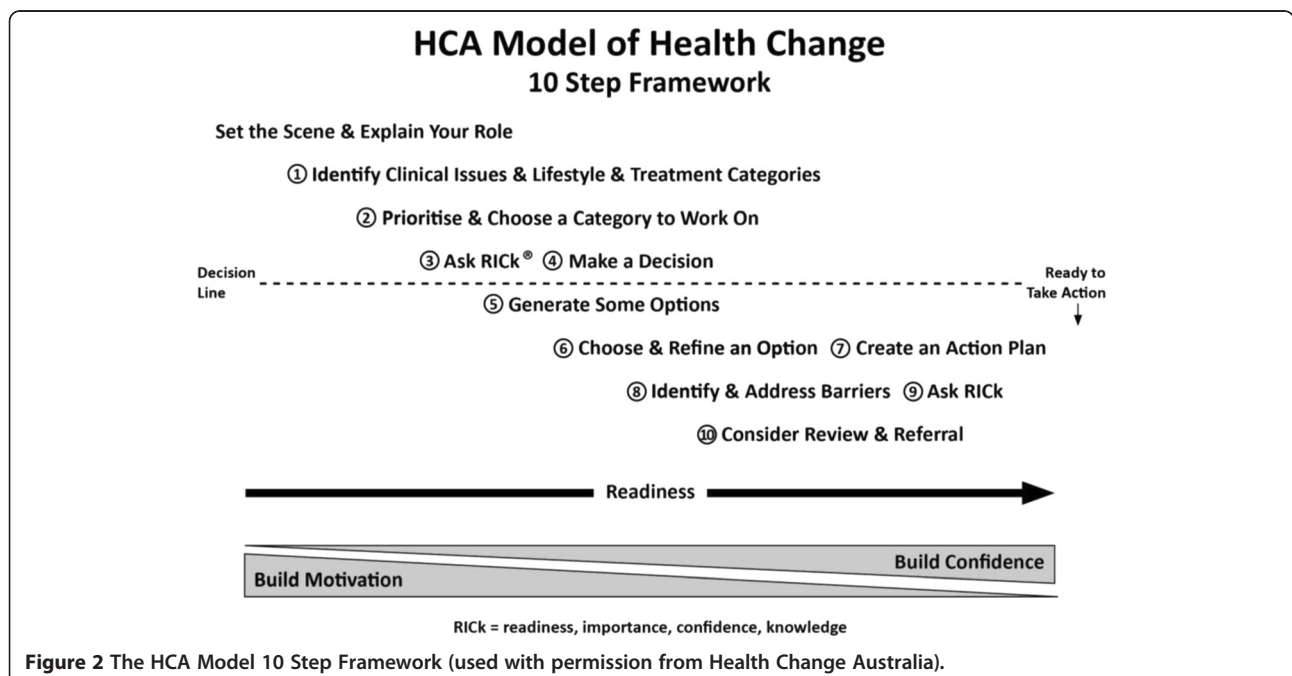 HCA Model of Health Change
10 Step Framework
Set the Scene & Explain Your Role
① Identify Clinical Issues & Lifestyle & Treatment Categories
② Prioritise & Choose a Category to Work On
③ Ask RICk® ④ Make a Decision
Decision
Line
Ready to
Take Action
⑤ Generate Some Options
⑥ Choose & Refine an Option ⑦ Create an Action Plan
⑧ Identify & Address Barriers ⑨ Ask RICk
⑩ Consider Review & Referral
Readiness
Build Confidence
Build Motivation
RICk = readiness, importance, confidence, knowledge
Figure 2 The HCA Model 10 Step Framework (used with permission from Health Change Australia).